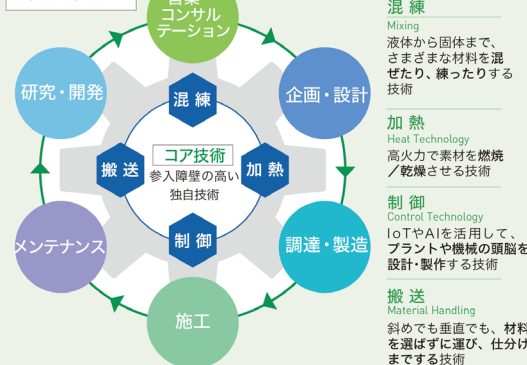 コンサル
テーション
研究・開発
企画・設計
混練
コア技術
参入障壁の高い
独自技術
搬送
加熱
制御
メンテナンス
調達・製造
施工
混練
Mixing
液体から固体まで、
さまざまな材料を混
ぜたり、練ったりする
技術
加熱
Heat Technology
高火力で素材を燃焼
／乾燥させる技術
制御
Control Technology
IoTやAIを活用して、
プラントや機械の頭脳を
設計・製作する技術
搬送
Material Handling
斜めでも垂直でも、材料
を選ばずに運び、仕分け
までする技術